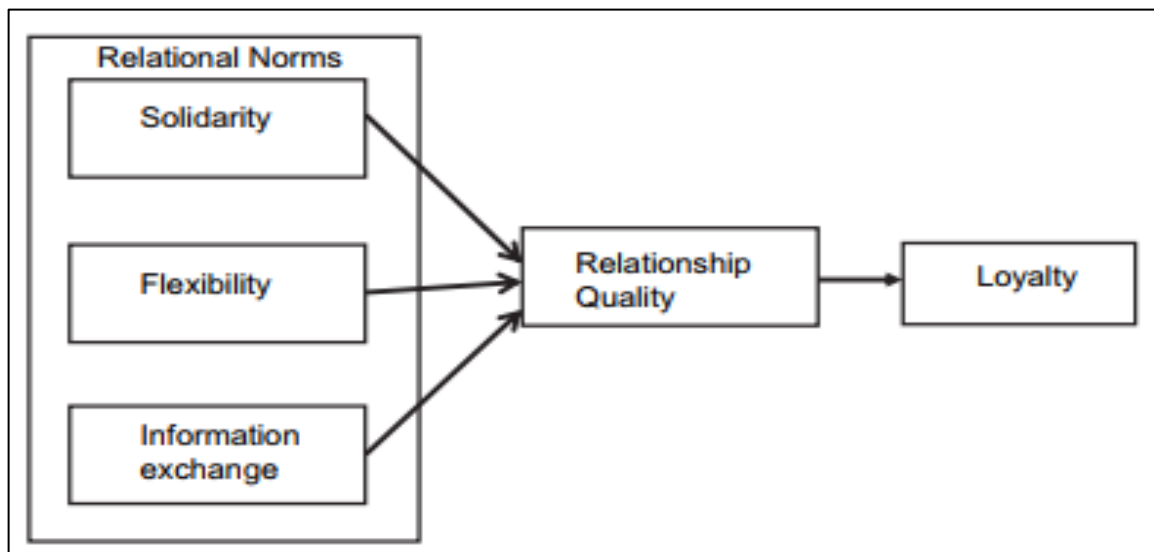 Relational Norms
Solidarity
Flexibility
Information
exchange
Relationship
Quality
Loyalty